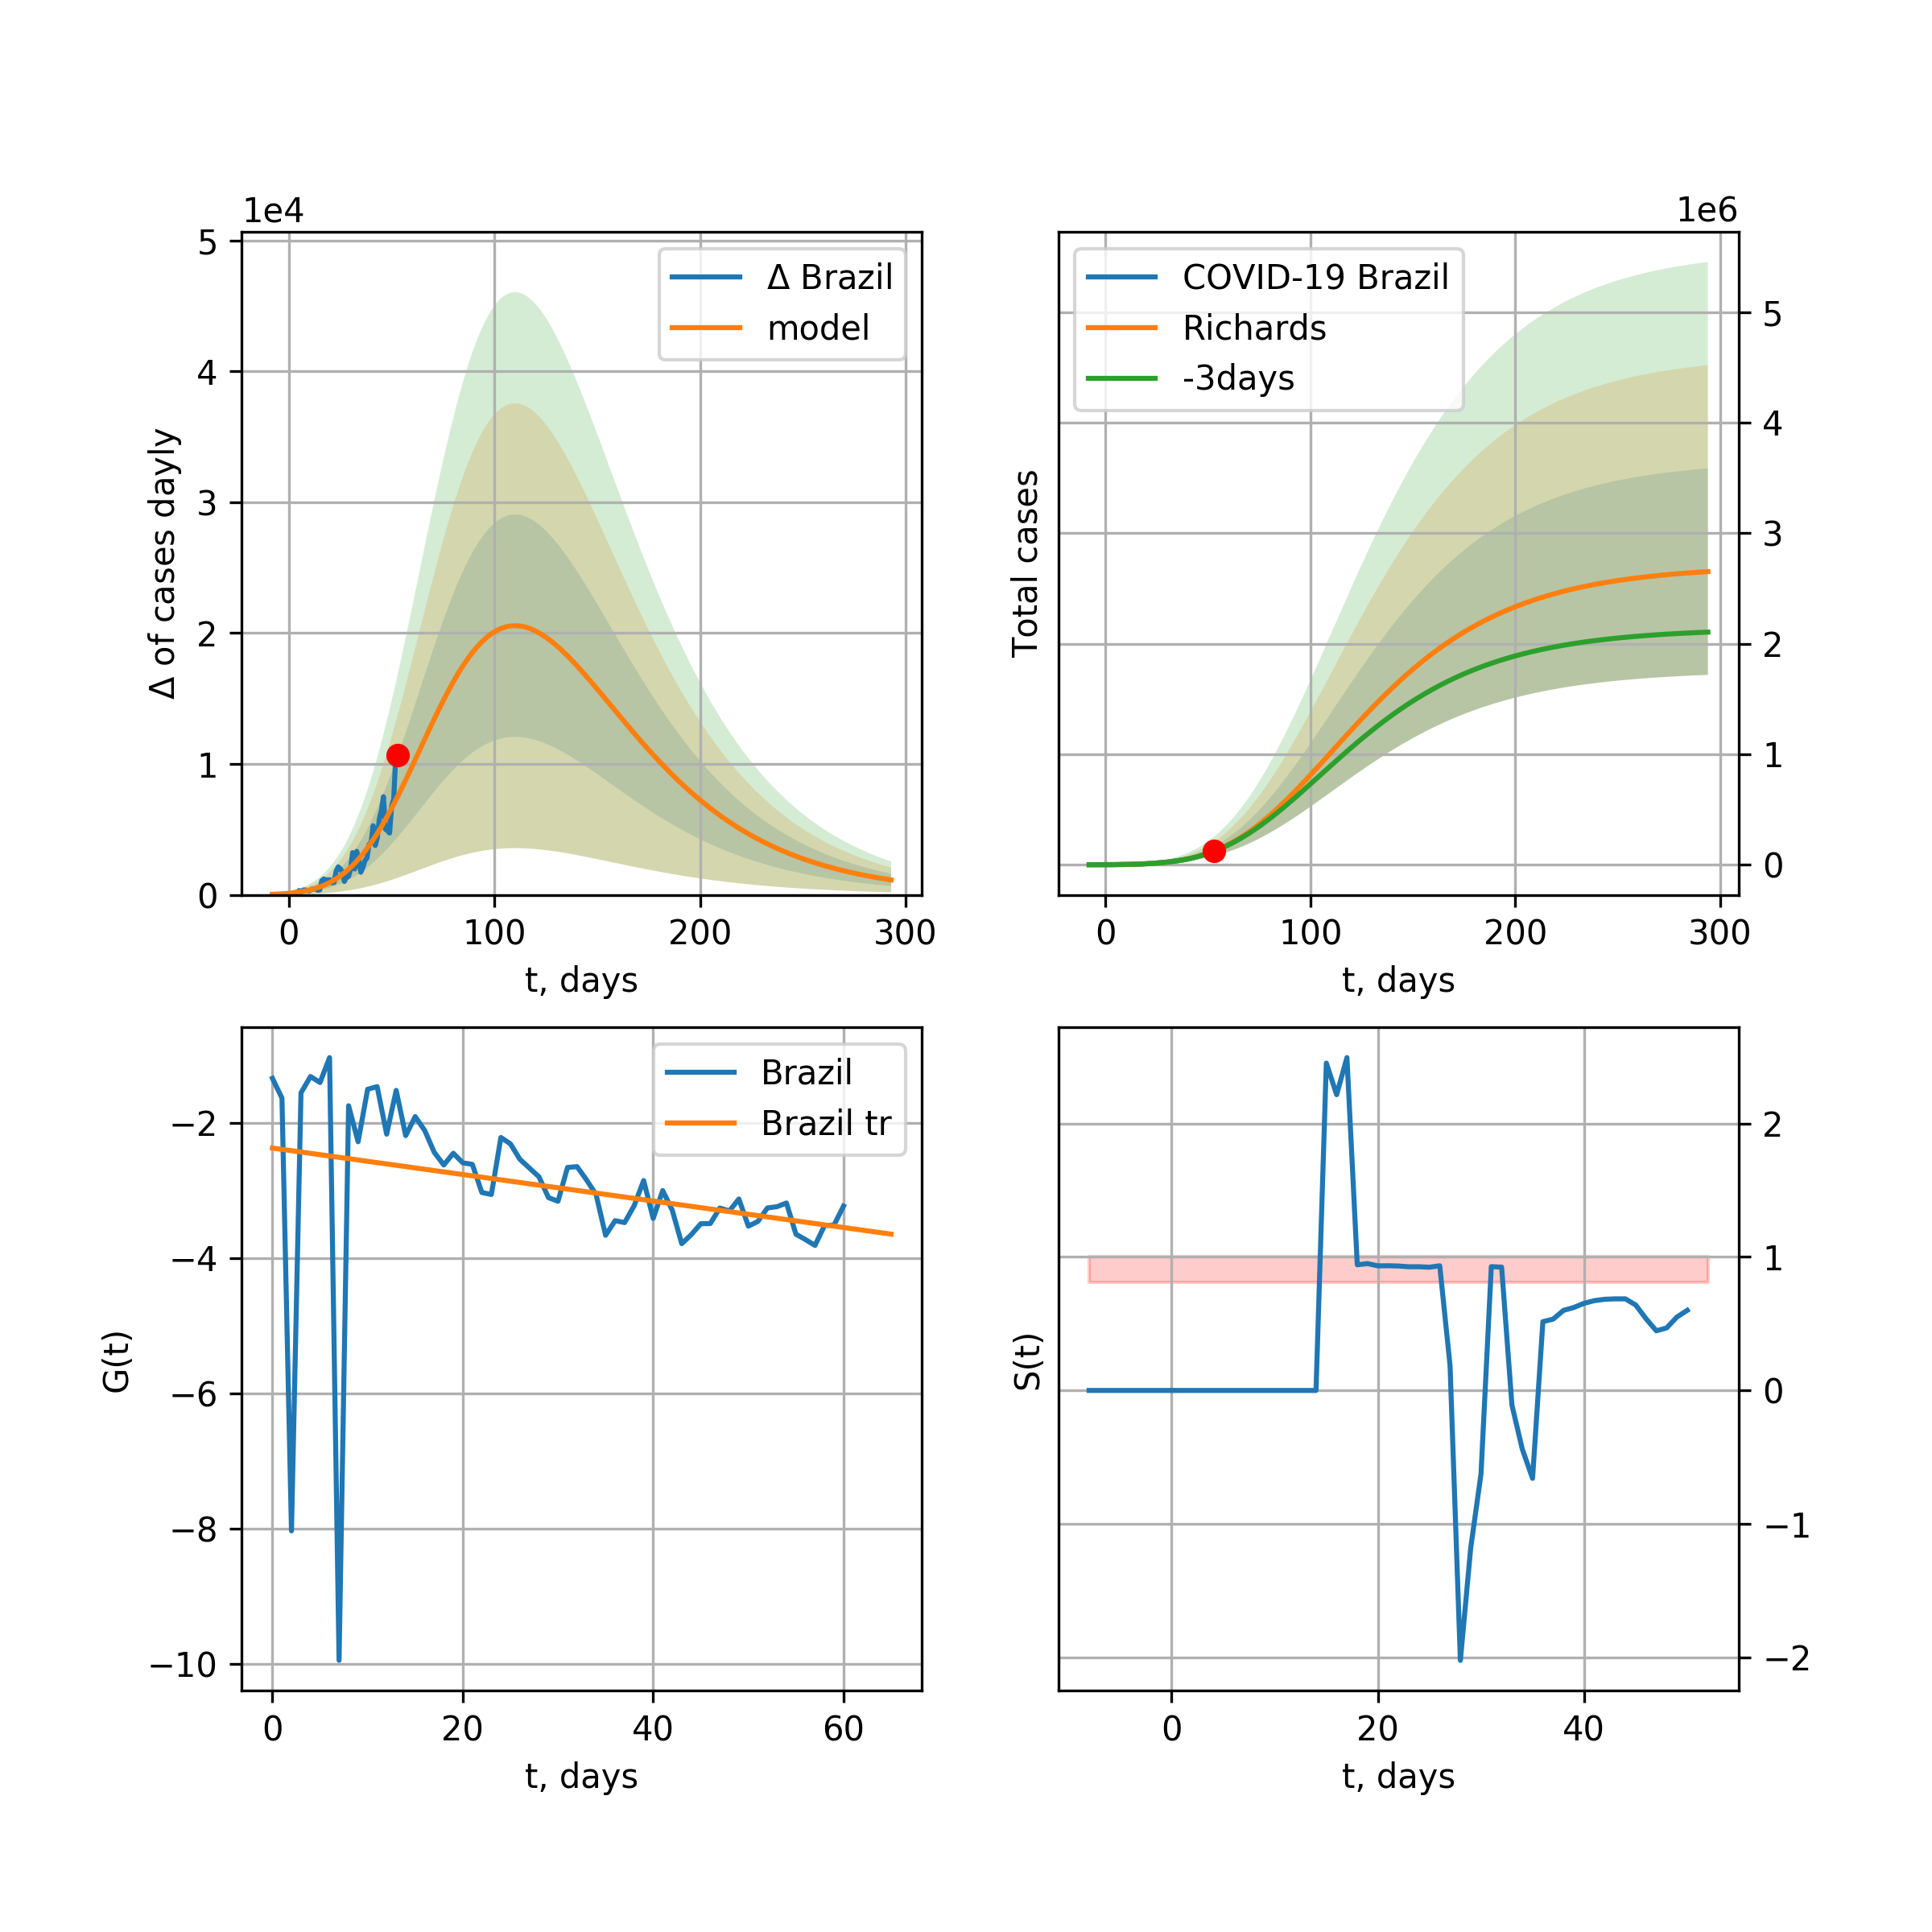 1e4
5
4
3
2
1
0
Δ of cases dayly
Δ Brazil
model
0 100 200 300
t, days
1e6
COVID-19 Brazil
Richards
-3days
Total cases
5
4
3
2
1
0
0 100 200 300
t, days
Brazil
Brazil tr
G(t)
−2
−4
−6
−8
−10
0 20 40 60
t, days
S(t)
2
1
0
−1
−2
0 20 40
t, days